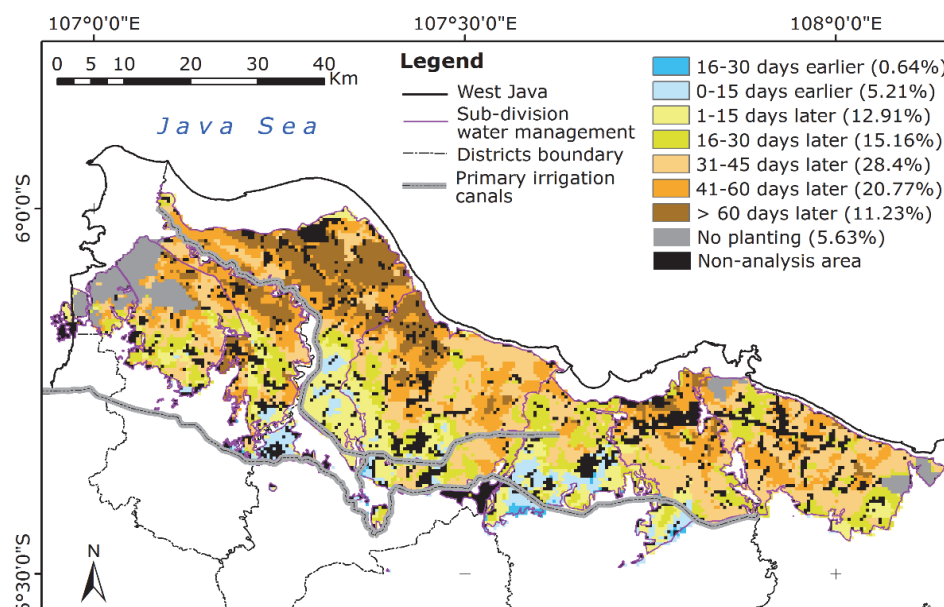 107°0'0"E 107°30'0"E 108°0'0"E
0 5 10 20 30 40
Km
Java Sea
Legend
West Java
Sub-division
water management
Districts boundary
Primary irrigation
canals
16-30 days earlier (0.64%)
0-15 days earlier (5.21%)
1-15 days later (12.91%)
16-30 days later (15.16%)
31-45 days later (28.4%)
41-60 days later (20.77%)
> 60 days later (11.23%)
No planting (5.63%)
Non-analysis area
6°0'0"S
6°30'0"S
N